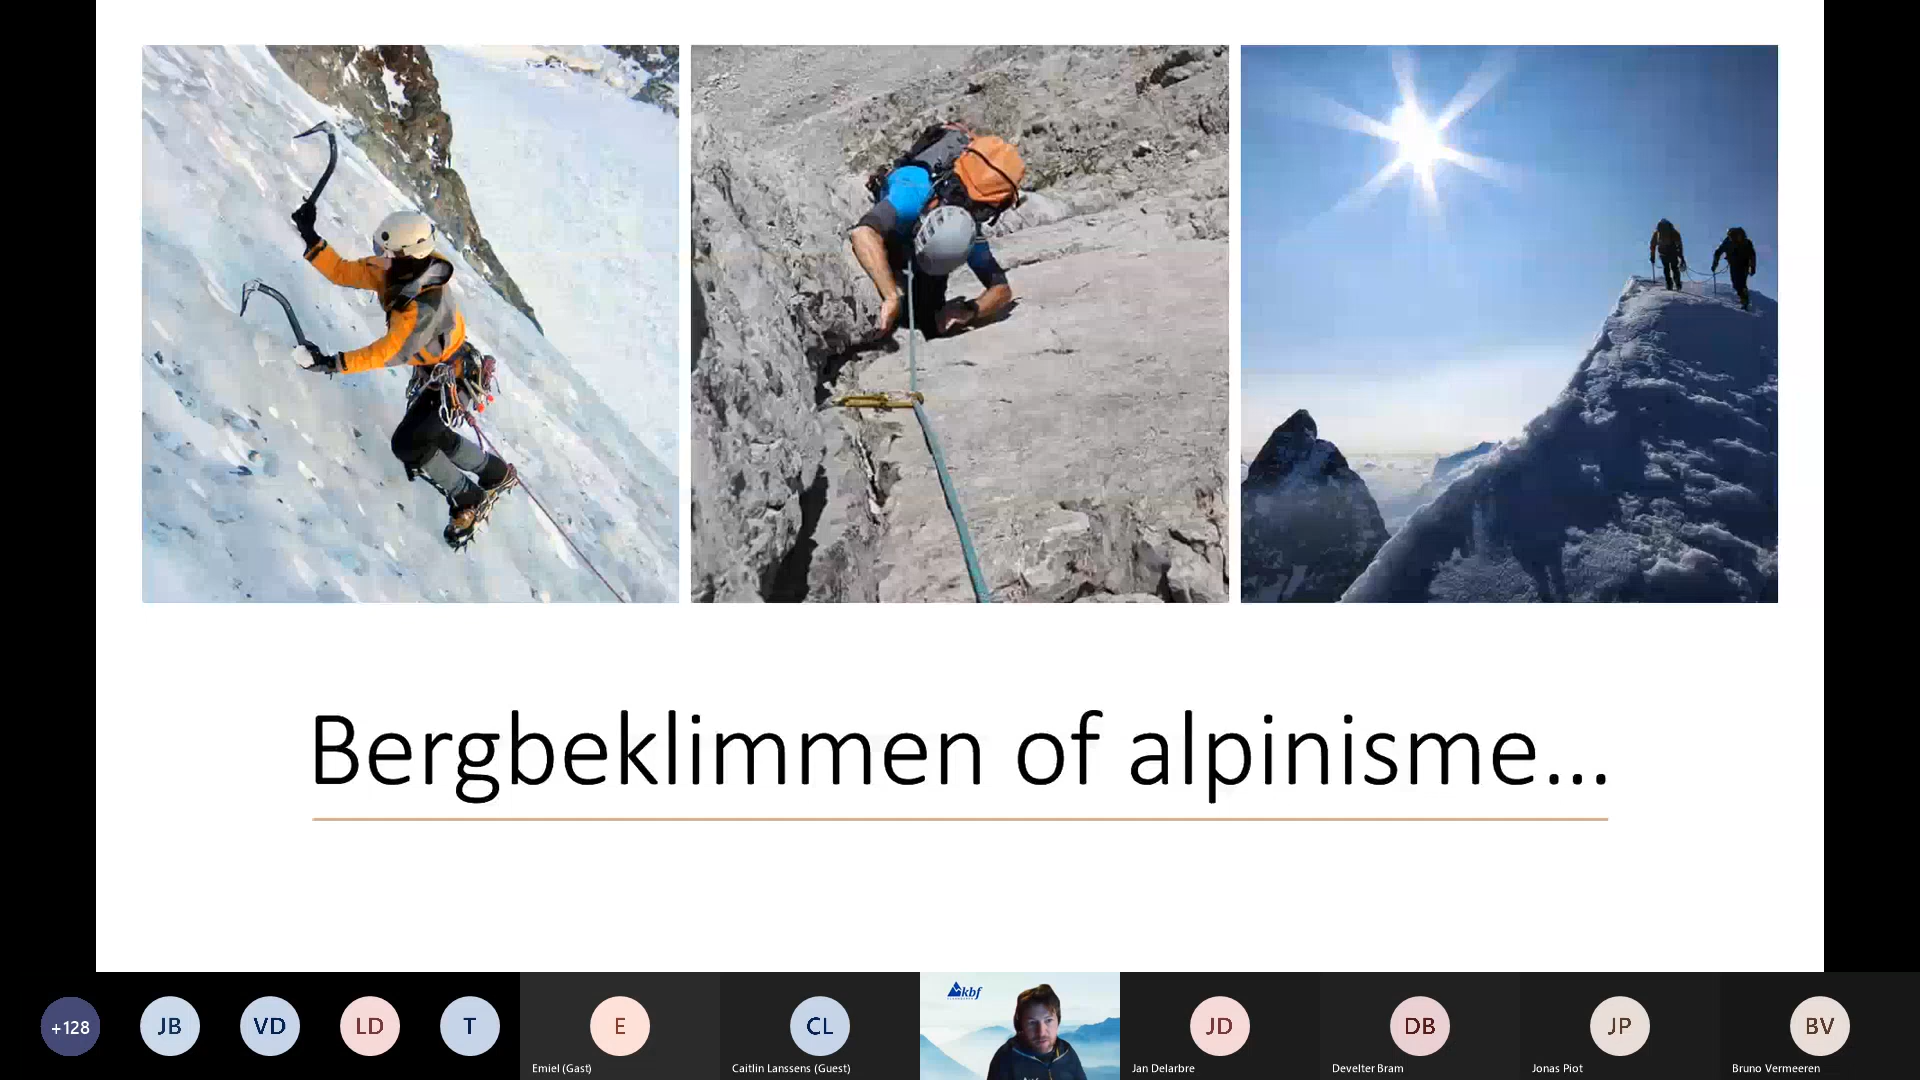 Bergbeklimmen of alpinisme...
kbf
+128
JB
VD
LD
T
E
CL
JD
DB
JP
BV
Emiel (Gast)
Caitlin Lanssens (Guest)
Jan Delarbre
Develter Bram
Jonas Piot
Bruno Vermeeren